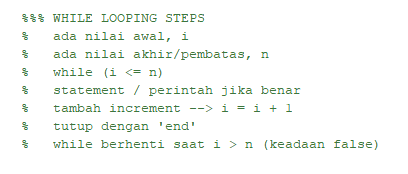 %%% WHILE LOOPING STEPS
% ada nilai awal, i
% ada nilai akhir/pembatas, n
% while (i <= n)
% statement / perintah jika benar
% tambah increment --> i = i + 1
% tutup dengan 'end'
% while berhenti saat i > n (keadaan false)